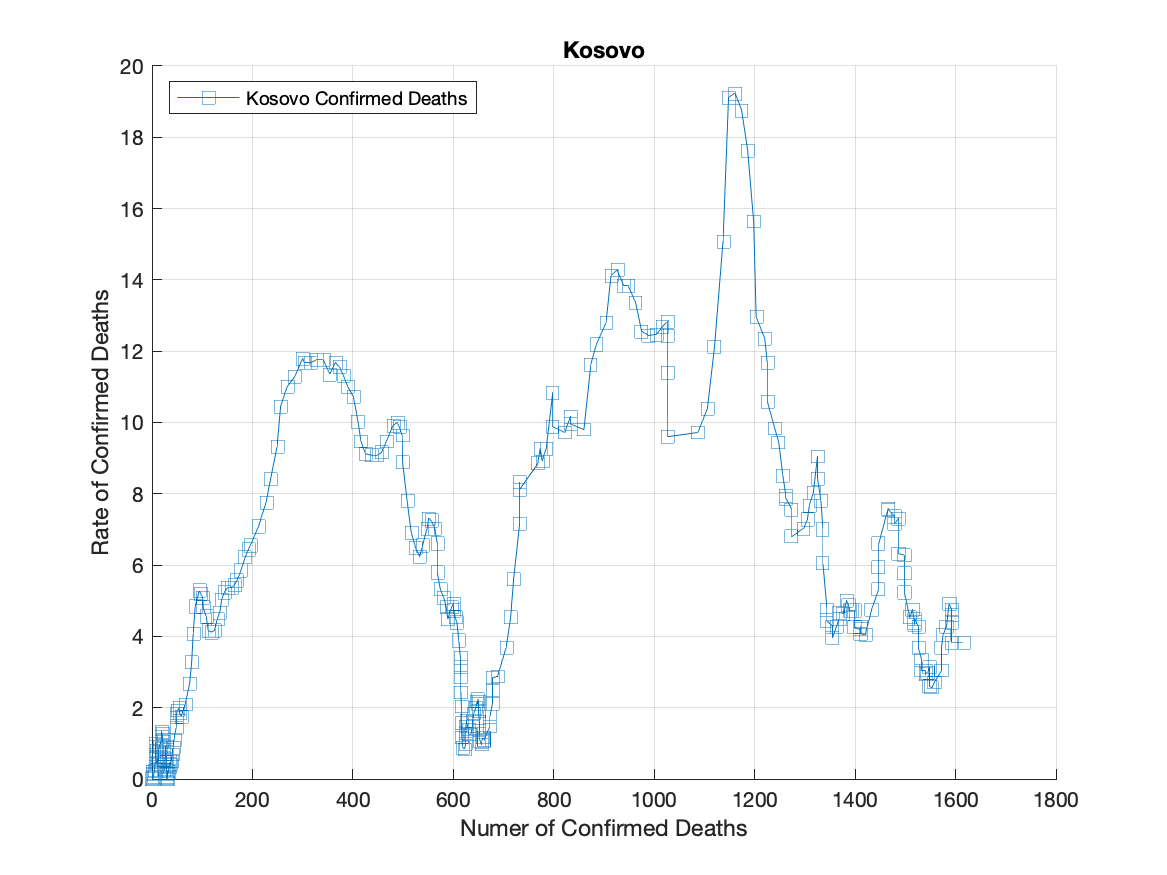 Kosovo
Kosovo Confirmed Deaths
Rate of Confirmed Deaths
20
18
16
14
12
10
8
6
4
2
0
0 200 400 600 800 1000 1200 1400 1600 1800
Numer of Confirmed Deaths